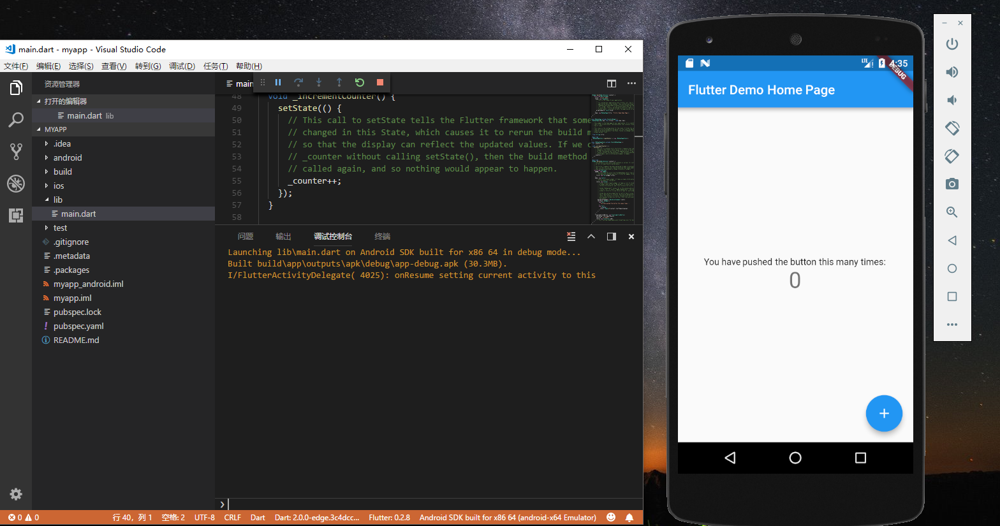 main.dart - myapp - Visual Studio Code
文件(F) 编辑(E) 选择(S) 查看(V) 转到(G) 调试(D) 任务(T) 帮助(H)
资源管理器
打开的编辑器
main.dart lib
MYAPP
.idea
android
build
ios
lib
main.dart
test
.gitignore
.metadata
.packages
myapp_android.iml
myapp.iml
pubspec.lock
pubspec.yaml
README.md
main
48 void _incrementCounter() {
49 setState(() {
50 // This call to setState tells the Flutter framework that some
51 // changed in this State, which causes it to rerun the build m
52 // so that the display can reflect the updated values. If we c
53 // _counter without calling setState(), then the build method
54 // called again, and so nothing would appear to happen.
55 _counter++;
56 });
57 }
58
问题 输出 调试控制台 终端
Launching lib\main.dart on Android SDK built for x86 64 in debug mode...
Built build\app\outputs\apk\debug\app-debug.apk (30.3MB).
I/FlutterActivityDelegate( 4025): onResume setting current activity to this
0 0 行 40，列 1 空格: 2 UTF-8 CRLF Dart Dart: 2.0.0-edge.3c4dcc... Flutter: 0.2.8 Android SDK built for x86 64 (android-x64 Emulator)
LTE 4:35
DEBUG
Flutter Demo Home Page
You have pushed the button this many times:
0